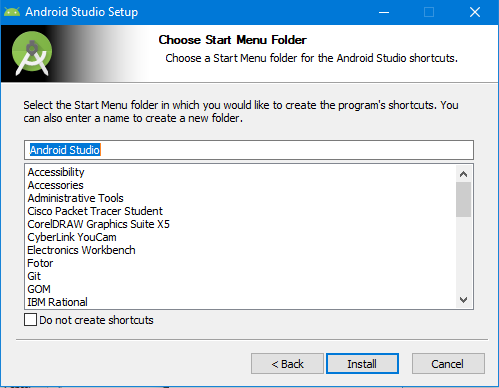 Android Studio Setup
Choose Start Menu Folder
Choose a Start Menu folder for the Android Studio shortcuts.
Select the Start Menu folder in which you would like to create the program's shortcuts. You
can also enter a name to create a new folder.
Android Studio
Accessibility
Accessories
Administrative Tools
Cisco Packet Tracer Student
CorelDRAW Graphics Suite X5
CyberLink YouCam
Electronics Workbench
Fotor
Git
GOM
IBM Rational
Do not create shortcuts
< Back
Install
Cancel